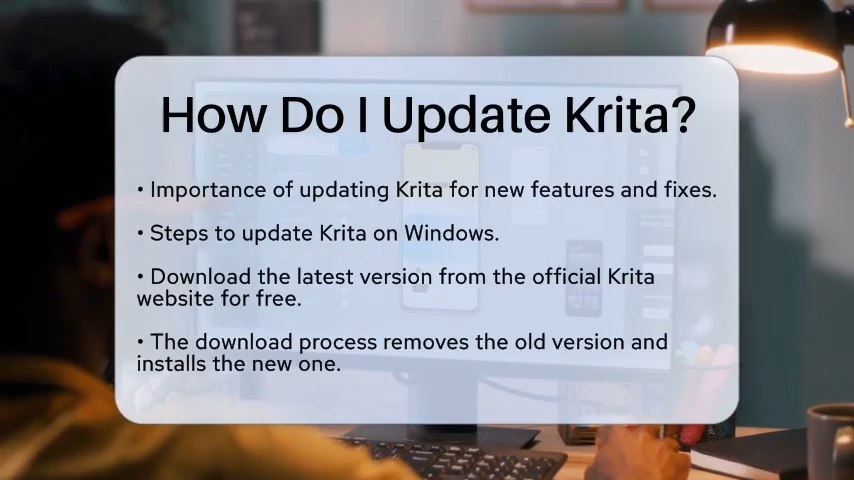 How Do I Update Krita?
• Importance of updating Krita for new features and fixes.
• Steps to update Krita on Windows.
• Download the latest version from the official Krita
website for free.
• The download process removes the old version and
installs the new one.